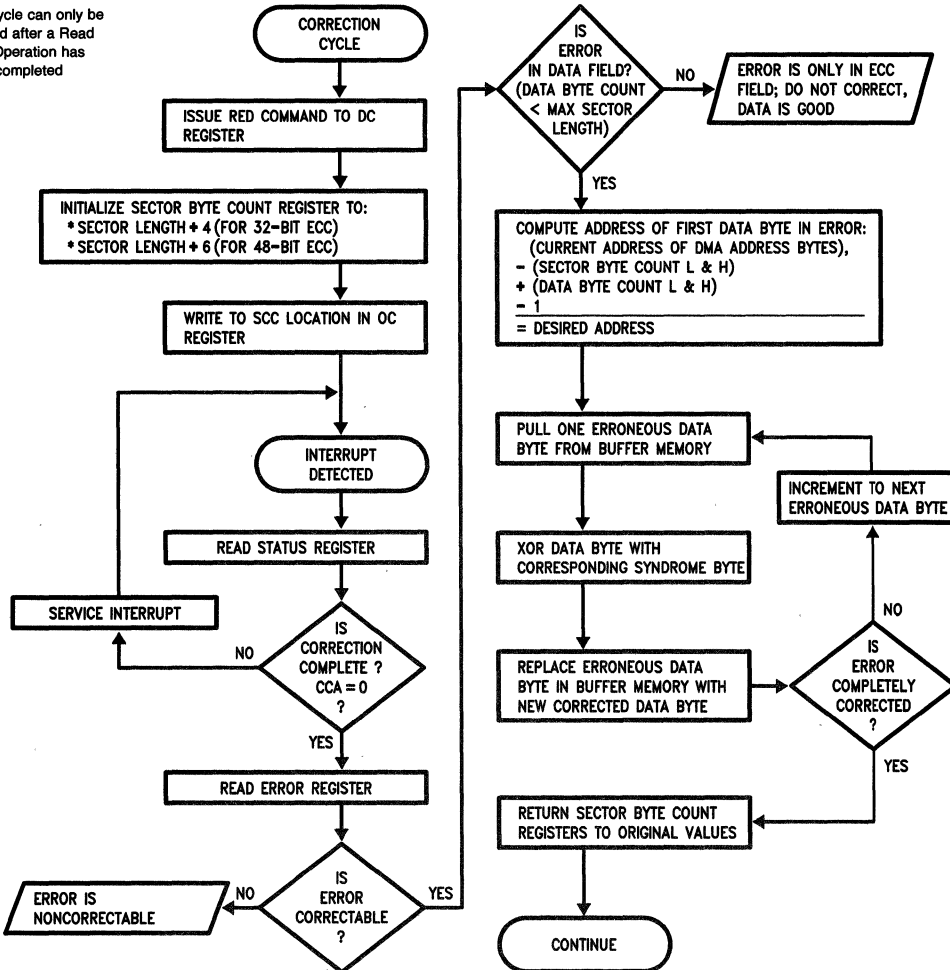 ycle can only be
d after a Read
Operation has
completed
CORRECTION
CYCLE
ISSUE RED COMMAND TO DC
REGISTER
INITIALIZE SECTOR BYTE COUNT REGISTER TO:
* SECTOR LENGTH + 4 (FOR 32-BIT ECC)
* SECTOR LENGTH + 6 (FOR 48-BIT ECC)
WRITE TO SCC LOCATION IN OC
REGISTER
INTERRUPT
DETECTED
READ STATUS REGISTER
SERVICE INTERRUPT
NO
IS
CORRECTION
COMPLETE ?
CCA = 0
?
YES
READ ERROR REGISTER
IS
ERROR
CORRECTABLE
?
NO
ERROR IS
NONCORRECTABLE
YES
IS
ERROR
IN DATA FIELD?
(DATA BYTE COUNT
< MAX SECTOR
LENGTH)
NO
ERROR IS ONLY IN ECC
FIELD; DO NOT CORRECT,
DATA IS GOOD
YES
COMPUTE ADDRESS OF FIRST DATA BYTE IN ERROR:
(CURRENT ADDRESS OF DMA ADDRESS BYTES),
- (SECTOR BYTE COUNT L & H)
+ (DATA BYTE COUNT L & H)
- 1
= DESIRED ADDRESS
PULL ONE ERRONEOUS DATA
BYTE FROM BUFFER MEMORY
INCREMENT TO NEXT
ERRONEOUS DATA BYTE
XOR DATA BYTE WITH
CORRESPONDING SYNDROME BYTE
NO
REPLACE ERRONEOUS DATA
BYTE IN BUFFER MEMORY WITH
NEW CORRECTED DATA BYTE
IS
ERROR
COMPLETELY
CORRECTED
?
YES
RETURN SECTOR BYTE COUNT
REGISTERS TO ORIGINAL VALUES
CONTINUE